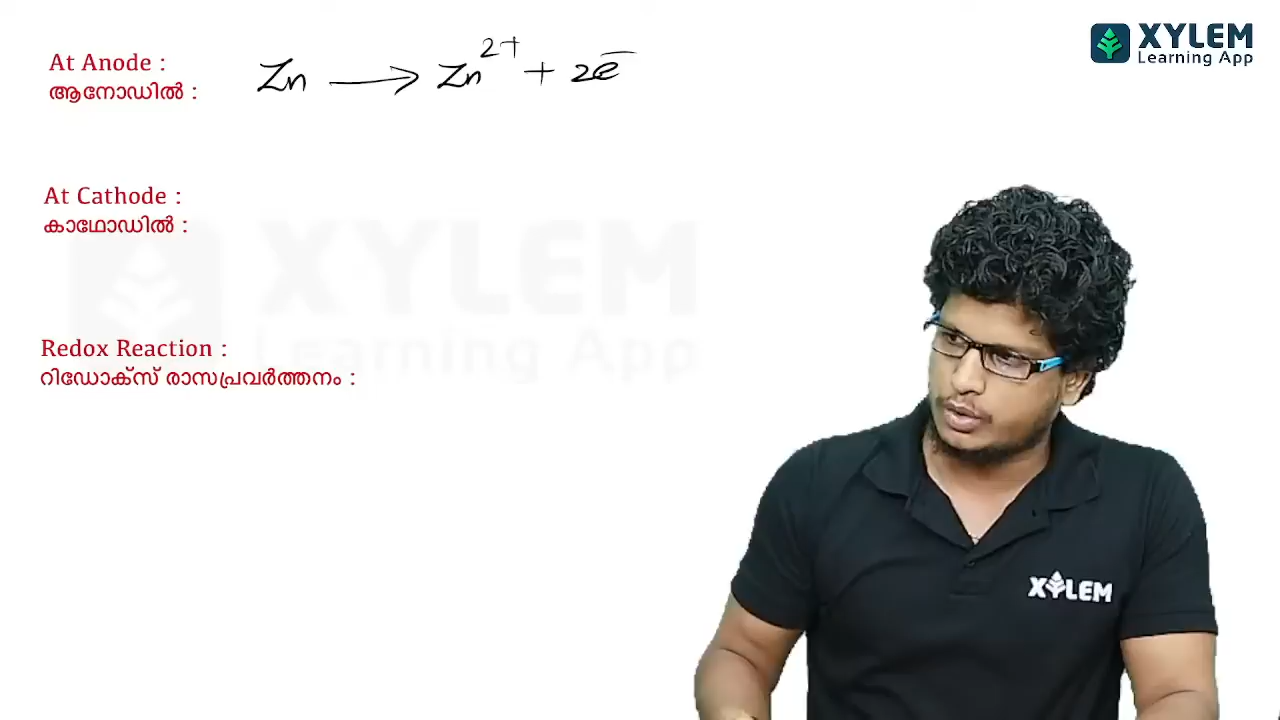 XYLEM
Learning App
At Anode :
ആനോഡിൽ :
Zn ⟶ Zn²⁺ + 2e⁻
At Cathode :
കാഥോഡിൽ :
XYLEM
Learning App
Redox Reaction :
റിഡോക്സ് രാസപ്രവർത്തനം :
XYLEM